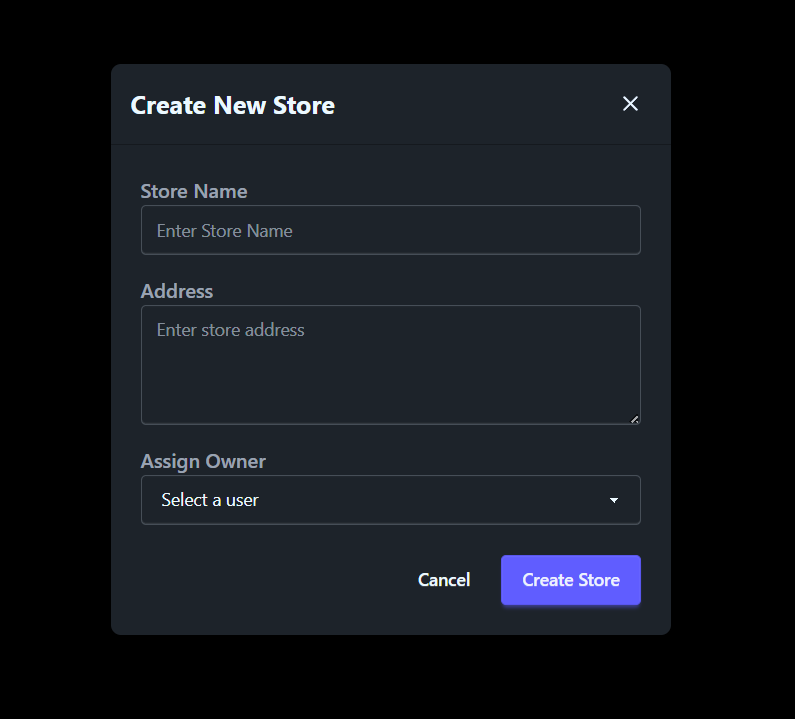 Create New Store
Store Name
Enter Store Name
Address
Enter store address
Assign Owner
Select a user
Cancel
Create Store